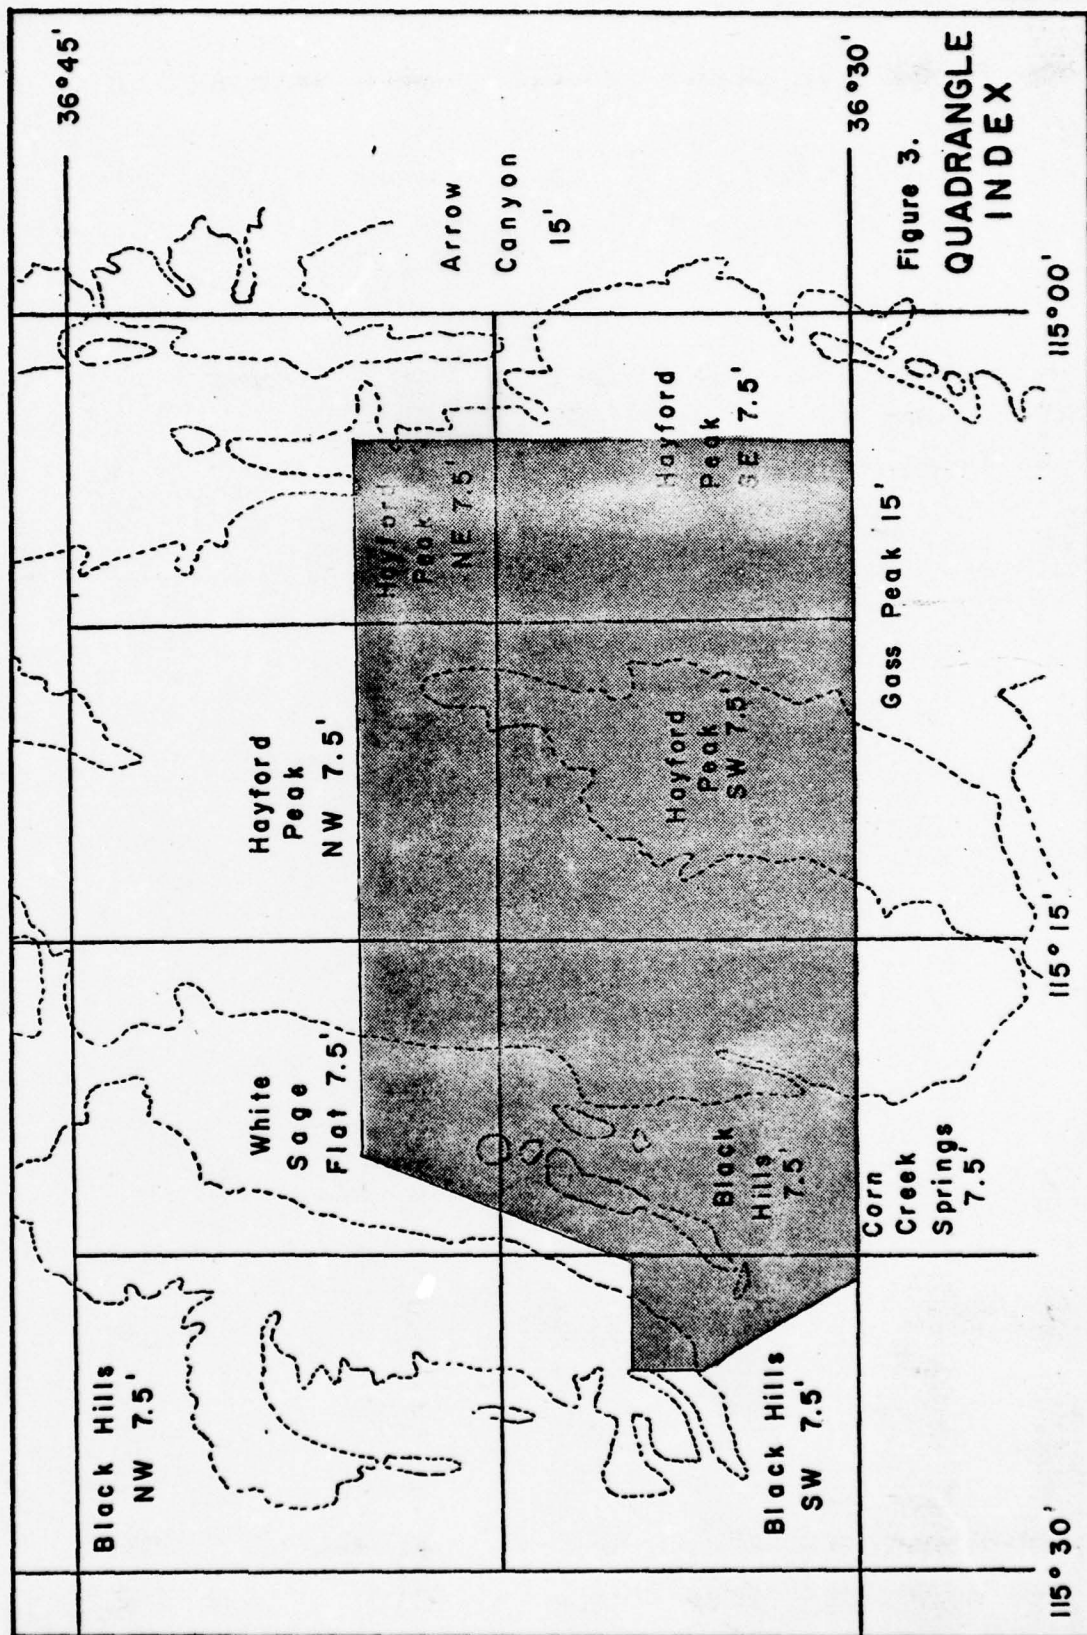 36°45'
Black Hills
NW 7.5'
White
Sage
Flat 7.5'
Hayford
Peak
NW 7.5'
Hayford
Peak
NE 7.5'
Arrow
Canyon
15'
Black Hills
SW 7.5'
Black
Hills
7.5'
Hayford
Peak
SW 7.5'
Hayford
Peak
SE 7.5'
36°30'
Corn
Creek
Springs
7.5'
Gass Peak 15'
Figure 3.
QUADRANGLE
INDEX
115°30'
115°15'
115°00'